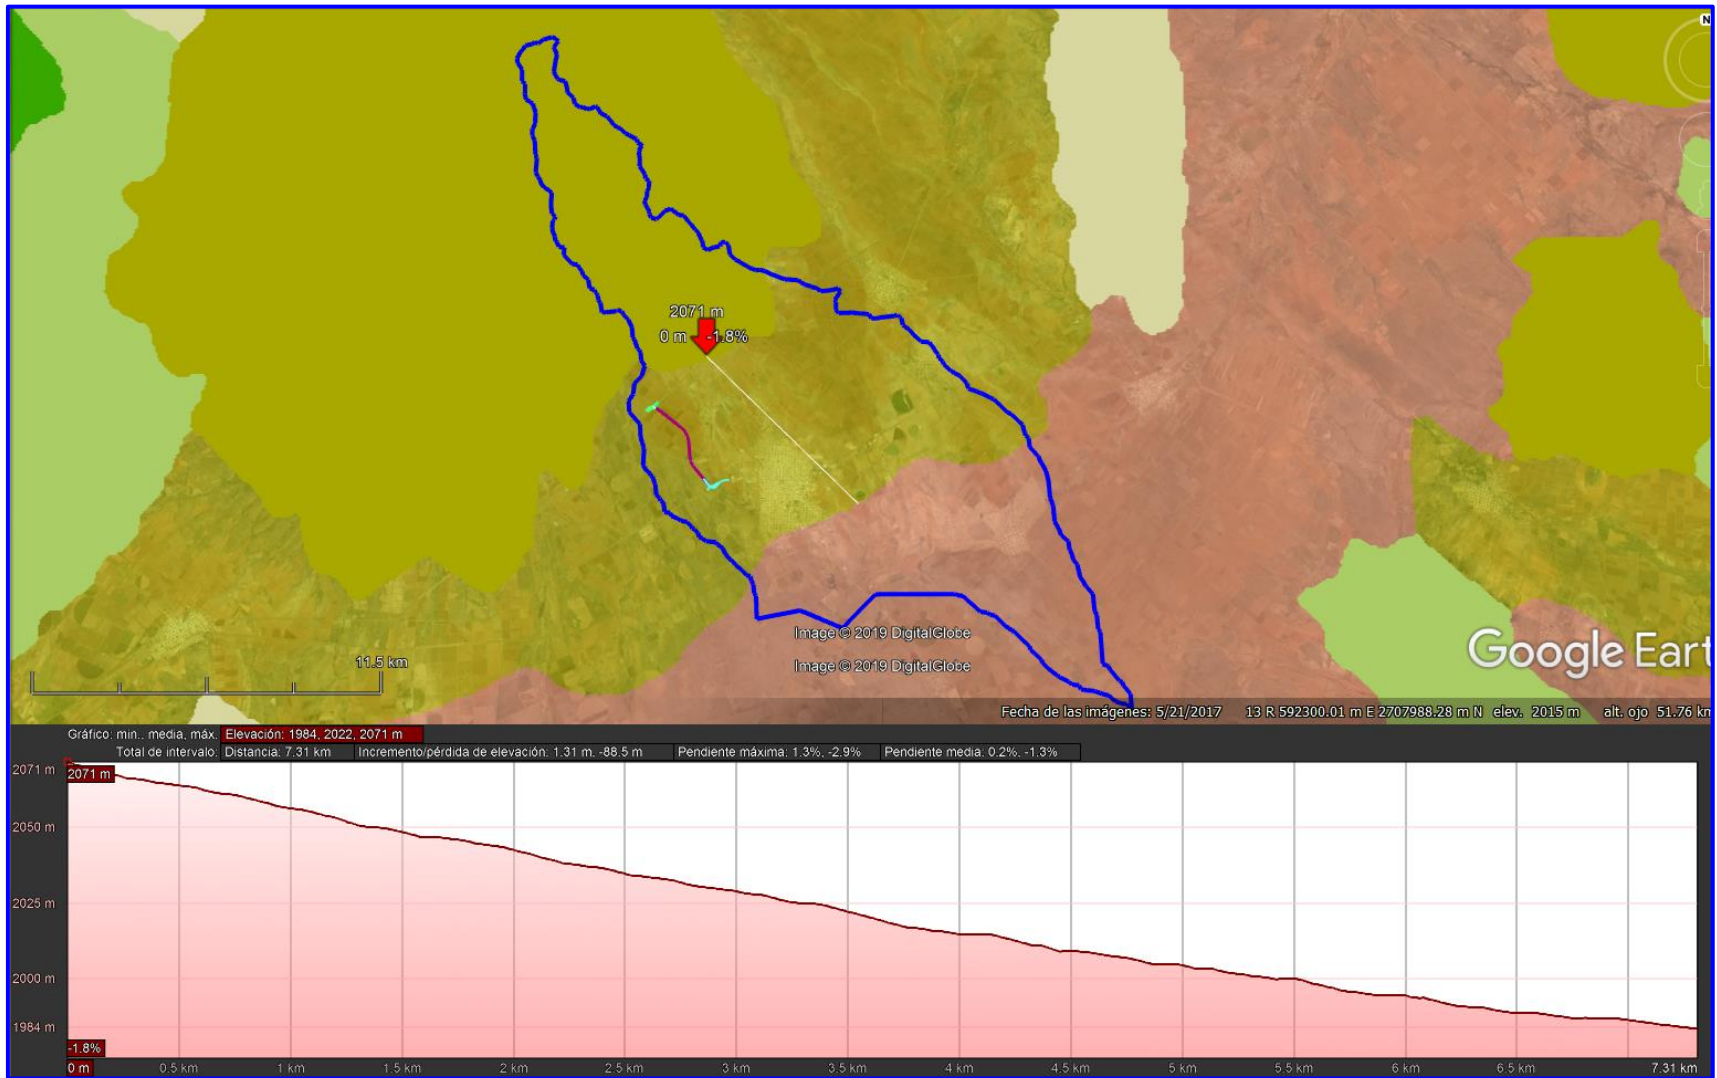 N
2071 m
0 m -1.8%
Image © 2019 DigitalGlobe
Image © 2019 DigitalGlobe
Google Eart
11.5 km
Fecha de las imágenes: 5/21/2017 13 R 592300.01 m E 2707988.28 m N elev. 2015 m alt. ojo 51.76 km
Gráfico: min., media, máx. Elevación: 1984, 2022, 2071 m
Total de intervalo: Distancia: 7.31 km Incremento/pérdida de elevación: 1.31 m, -88.5 m Pendiente máxima: 1.3%, -2.9% Pendiente media: 0.2%, -1.3%
2071 m
2071 m
2050 m
2025 m
2000 m
1984 m
-1.8%
0 m 0.5 km 1 km 1.5 km 2 km 2.5 km 3 km 3.5 km 4 km 4.5 km 5 km 5.5 km 6 km 6.5 km 7.31 km